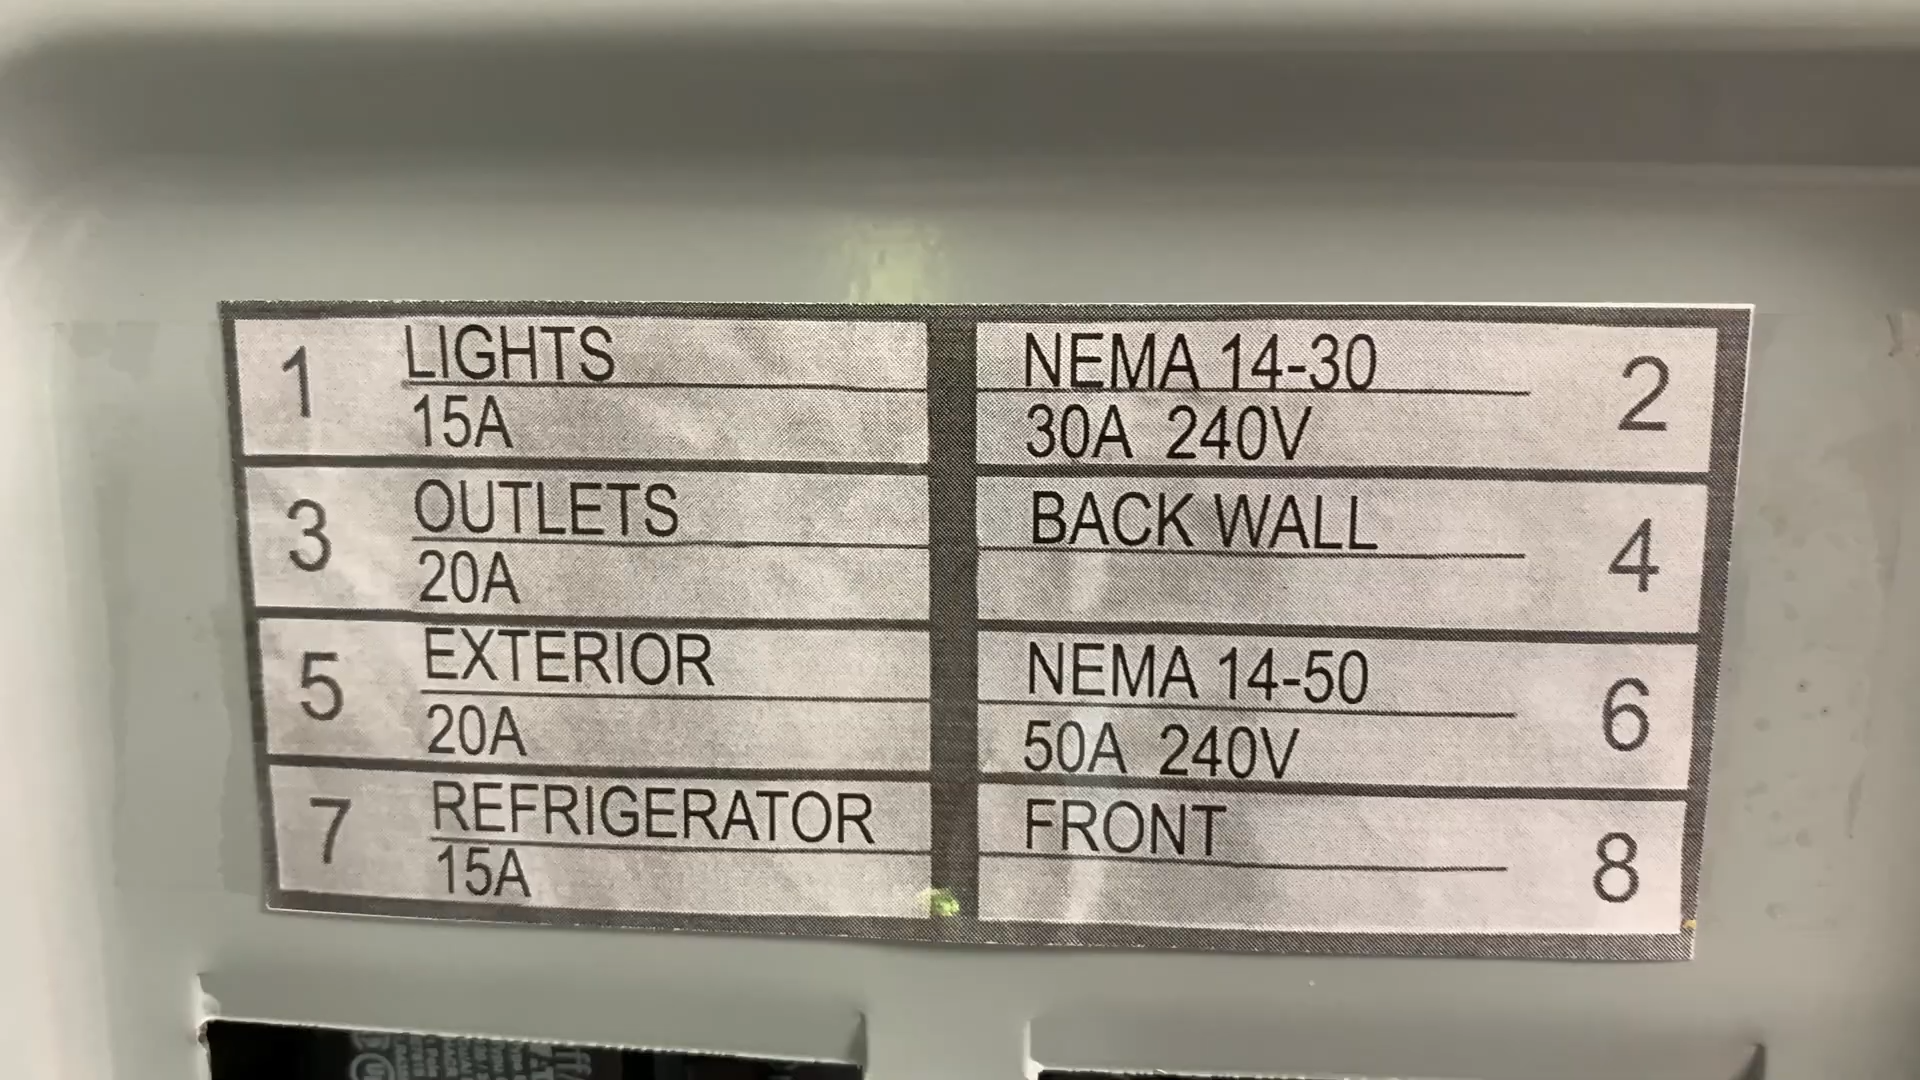 1 LIGHTS
15A
NEMA 14-30 2
30A 240V
3 OUTLETS
20A
BACK WALL 4
5 EXTERIOR
20A
NEMA 14-50 6
50A 240V
7 REFRIGERATOR
15A
FRONT 8